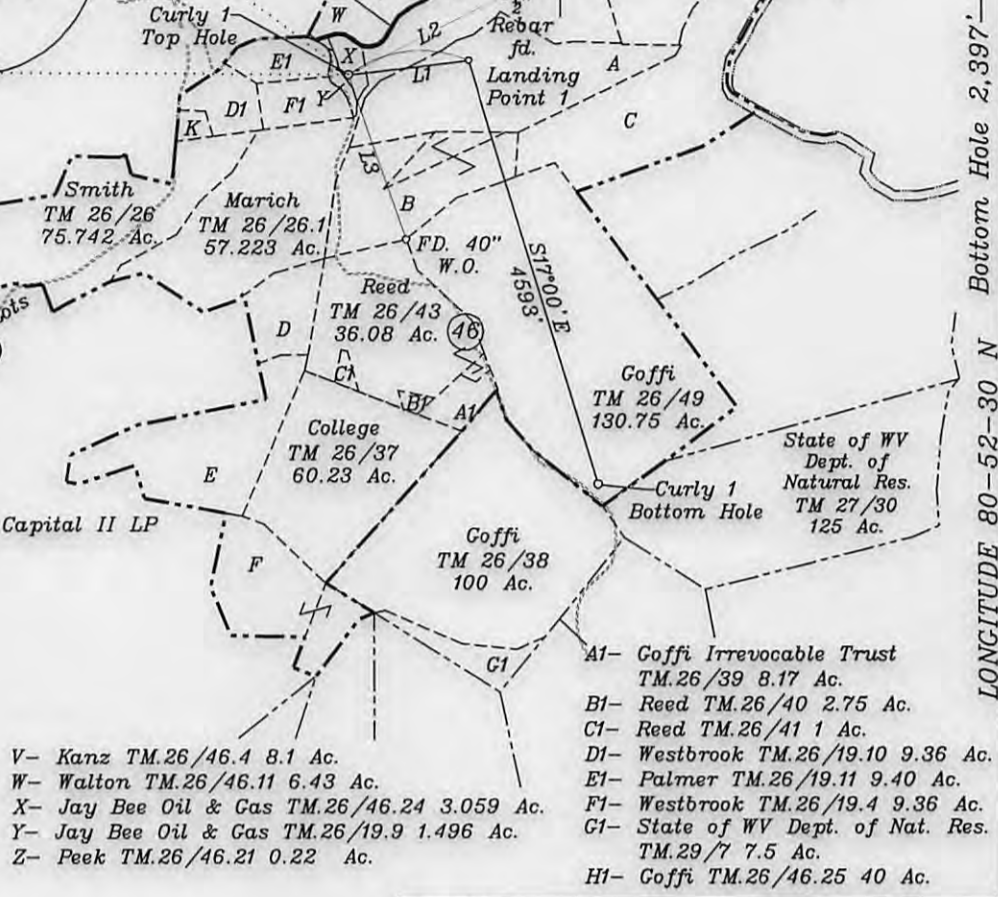 Curly 1
Top Hole
W
L2
½
Rebar
fd.
Landing
Point 1
E1
X
L1
A
K
D1
F1
Y
C
L3
Smith
TM 26/26
75.742 Ac.
Marich
TM 26/26.1
57.223 Ac.
B
FD. 40"
W.O.
S17°00'E
4593'
Reed
TM 26/43
36.08 Ac.
46
D
C1
B1
A1
Goffi
TM 26/49
130.75 Ac.
College
TM 26/37
60.23 Ac.
State of WV
Dept. of
Natural Res.
TM 27/30
125 Ac.
E
Curly 1
Bottom Hole
Capital II LP
Goffi
TM 26/38
100 Ac.
F
G1
Bottom Hole 2,397'
LONGITUDE 80-52-30 N
V- Kanz TM.26/46.4 8.1 Ac.
W- Walton TM.26/46.11 6.43 Ac.
X- Jay Bee Oil & Gas TM.26/46.24 3.059 Ac.
Y- Jay Bee Oil & Gas TM.26/19.9 1.496 Ac.
Z- Peek TM.26/46.21 0.22 Ac.
A1- Goffi Irrevocable Trust
TM.26/39 8.17 Ac.
B1- Reed TM.26/40 2.75 Ac.
C1- Reed TM.26/41 1 Ac.
D1- Westbrook TM.26/19.10 9.36 Ac.
E1- Palmer TM.26/19.11 9.40 Ac.
F1- Westbrook TM.26/19.4 9.36 Ac.
G1- State of WV Dept. of Nat. Res.
TM.29/7 7.5 Ac.
H1- Goffi TM.26/46.25 40 Ac.